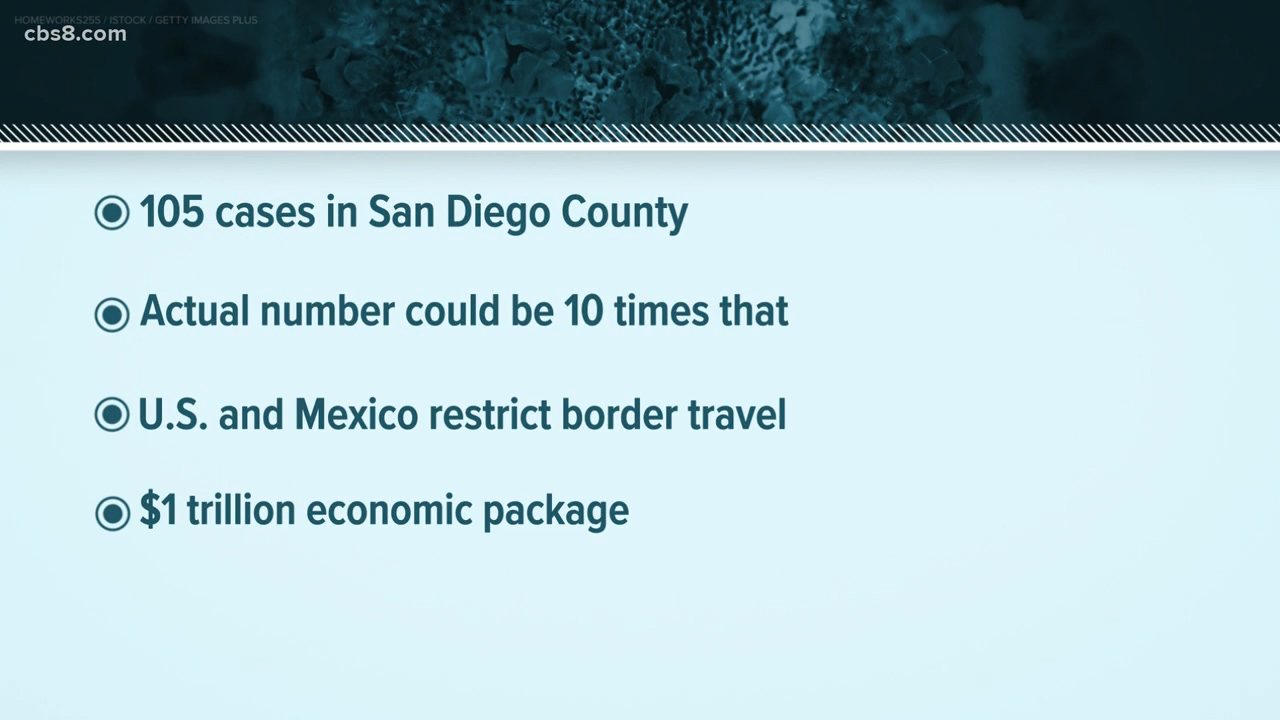 HOMEWORKS255 / ISTOCK / GETTY IMAGES PLUS
cbs8.com
105 cases in San Diego County
Actual number could be 10 times that
U.S. and Mexico restrict border travel
$1 trillion economic package